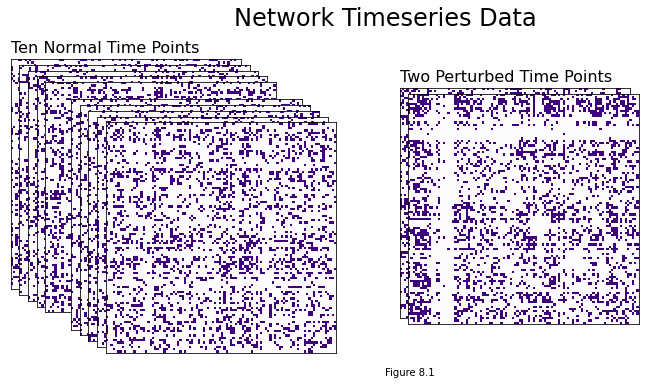 Network Timeseries Data
Ten Normal Time Points
Two Perturbed Time Points
Figure 8.1